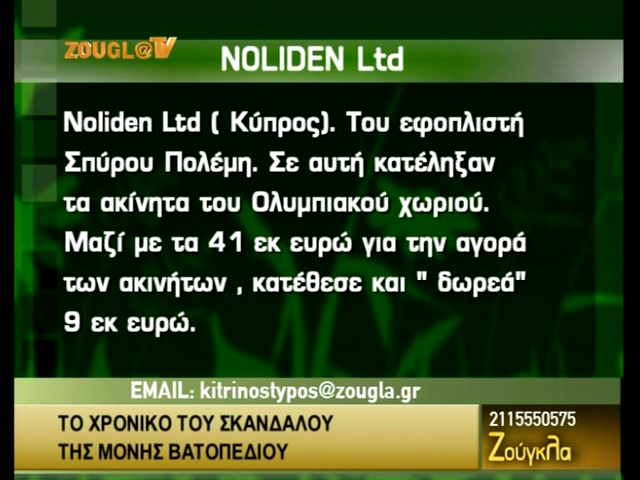 ZOUGL@TV
NOLIDEN Ltd
Noliden Ltd ( Κύπρος). Του εφοπλιστή
Σπύρου Πολέμη. Σε αυτή κατέληξαν
τα ακίνητα του Ολυμπιακού χωριού.
Μαζί με τα 41 εκ ευρώ για την αγορά
των ακινήτων , κατέθεσε και " δωρεά"
9 εκ ευρώ.
EMAIL: kitrinostypos@zougla.gr
ΤΟ ΧΡΟΝΙΚΟ ΤΟΥ ΣΚΑΝΔΑΛΟΥ
ΤΗΣ ΜΟΝΗΣ ΒΑΤΟΠΕΔΙΟΥ
2115550575
Ζούγκλα